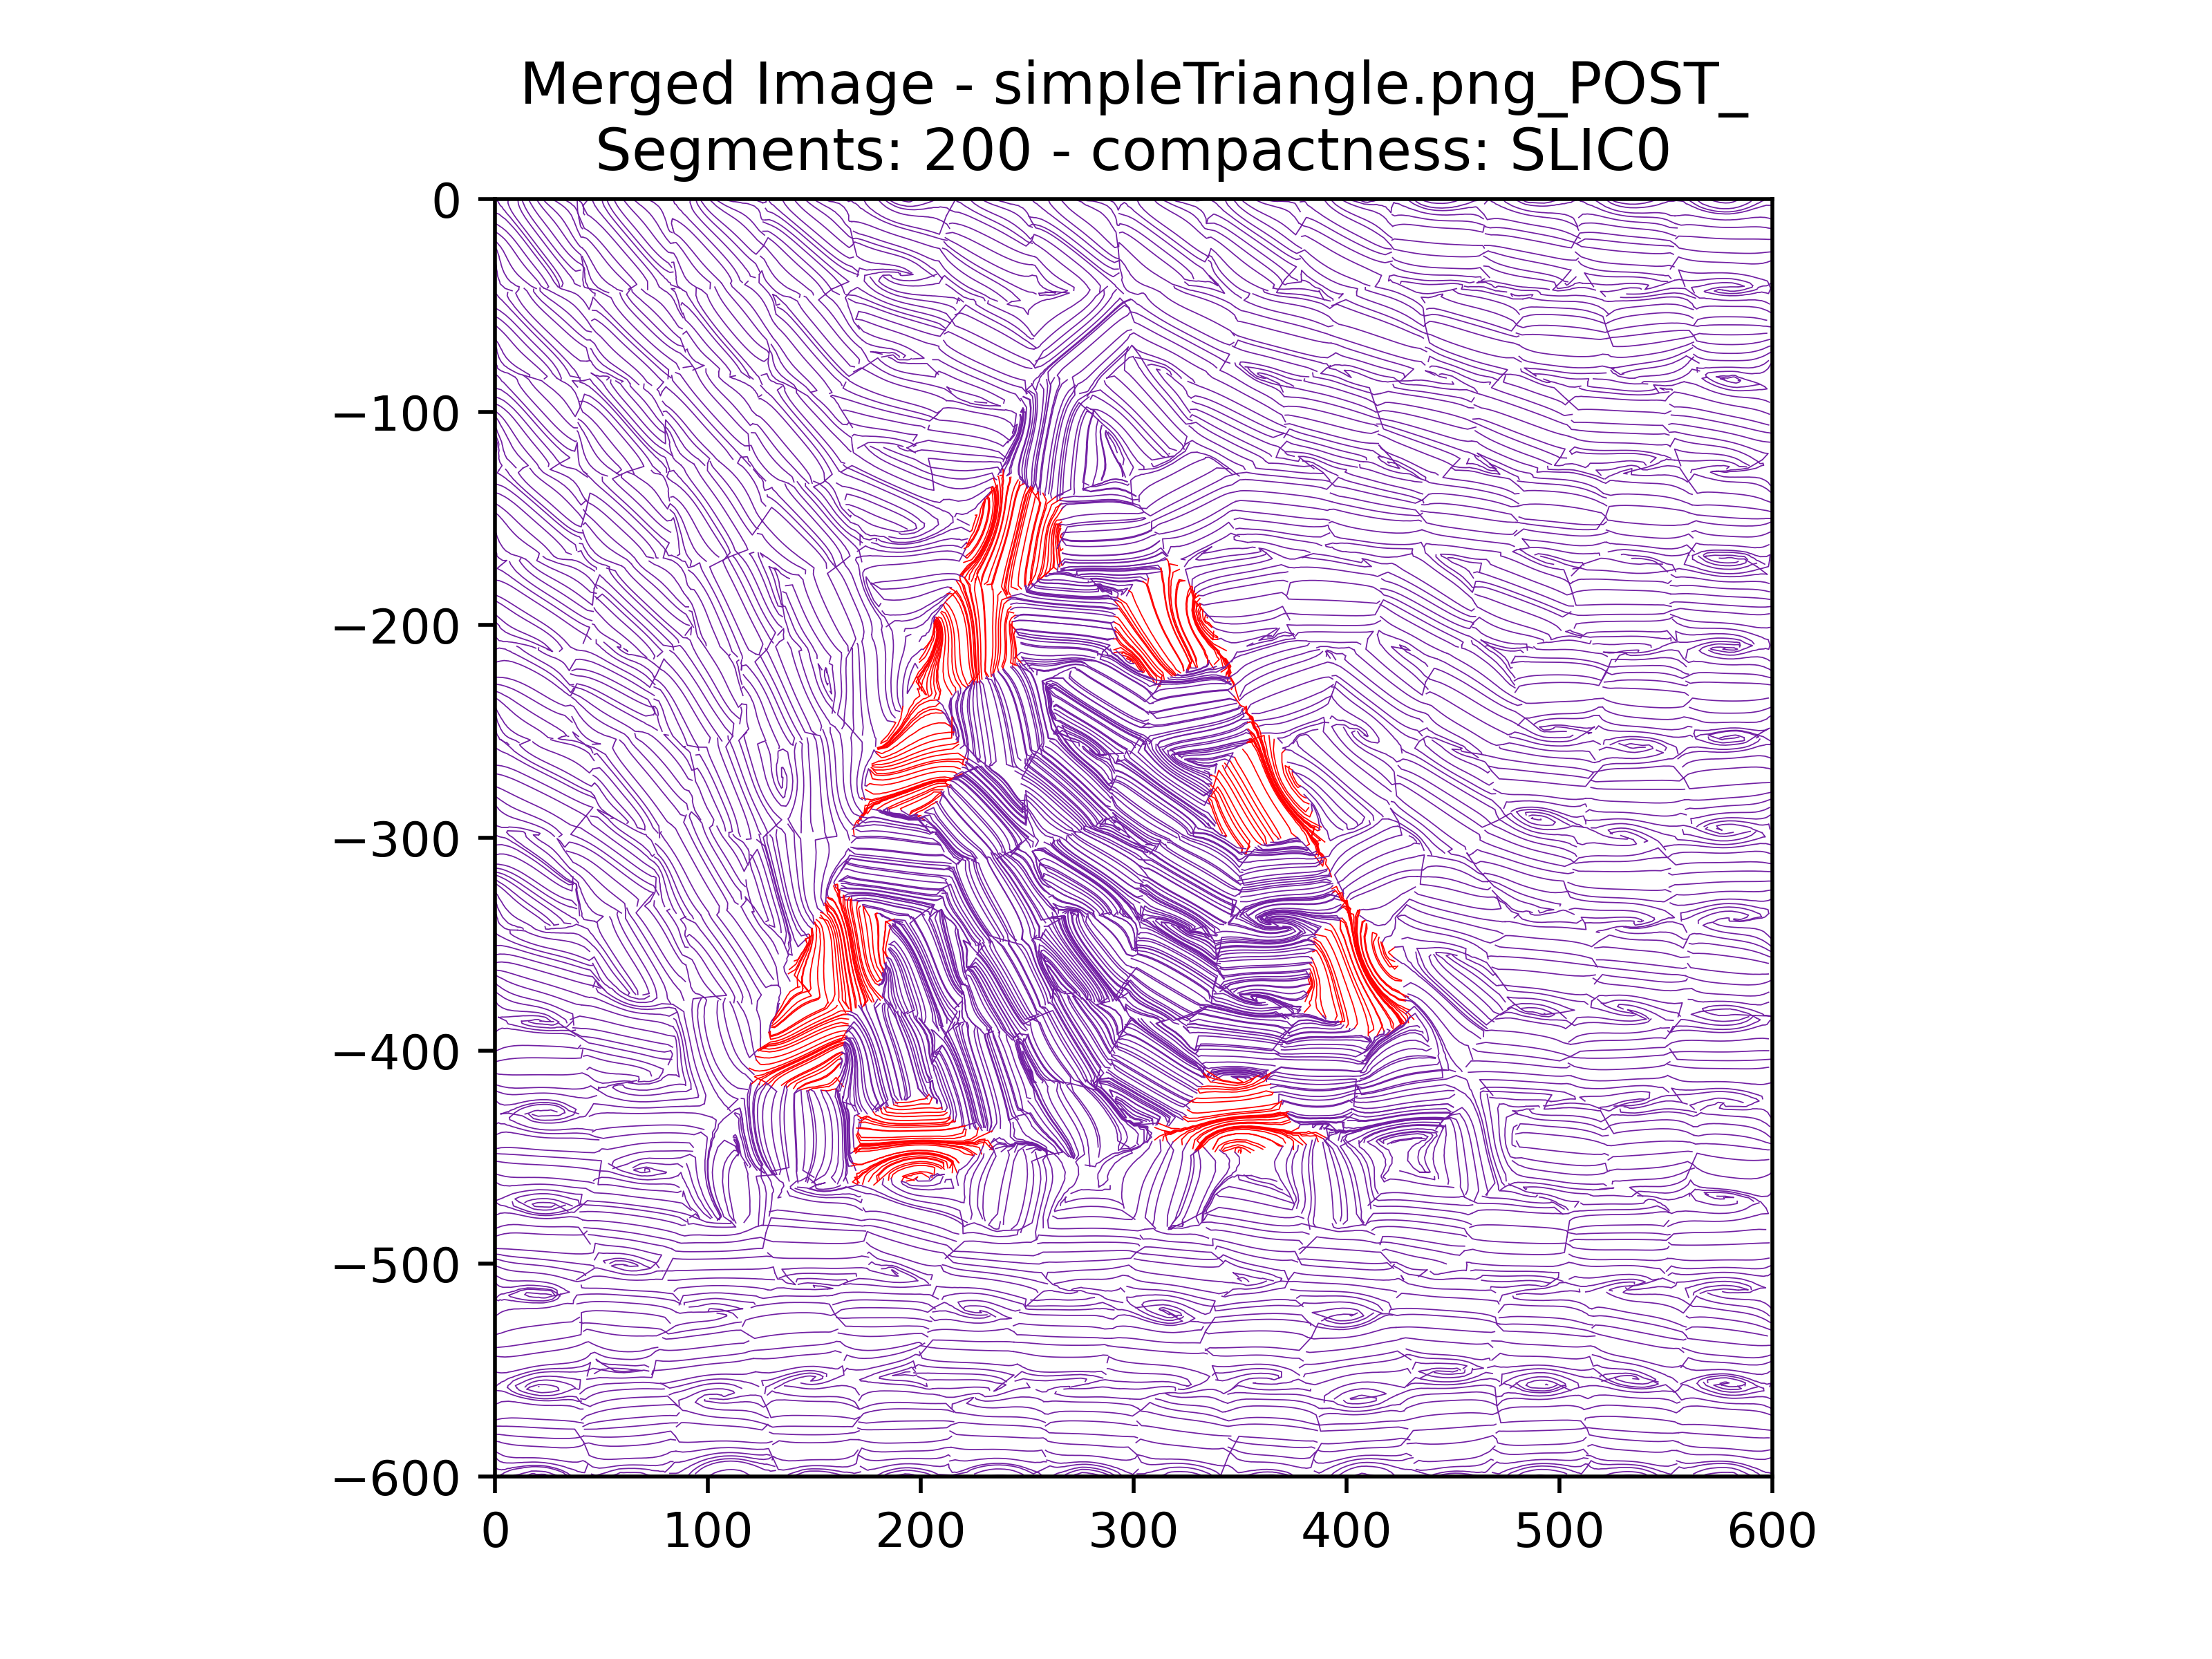 Merged Image - simpleTriangle.png_POST_
Segments: 200 - compactness: SLIC0
0
−100
−200
−300
−400
−500
−600
0 100 200 300 400 500 600